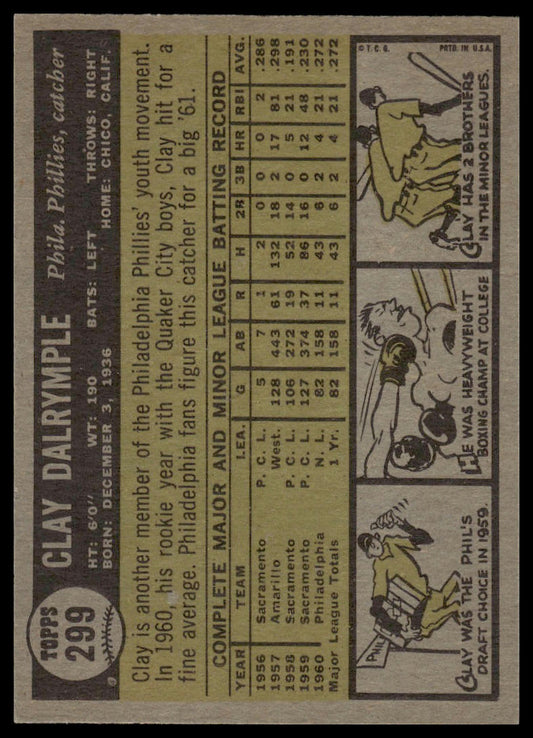 TOPPS
299
CLAY DALRYMPLE Phila. Phillies, catcher
HT: 6'0" WT: 190 BATS: LEFT THROWS: RIGHT
BORN: DECEMBER 3, 1936 HOME: CHICO, CALIF.
Clay is another member of the Philadelphia Phillies' youth movement.
In 1960, his rookie year with the Quaker City boys, Clay hit for a
fine average. Philadelphia fans figure this catcher for a big '61.
COMPLETE MAJOR AND MINOR LEAGUE BATTING RECORD
YEAR TEAM LEA. G AB R H 2B 3B HR RBI AVG.
1956 Sacramento P. C. L. 5 7 1 2 0 0 0 2 .286
1957 Amarillo West. 128 443 61 132 18 2 17 81 .298
1958 Sacramento P. C. L. 106 272 19 52 14 0 5 21 .191
1959 Sacramento P. C. L. 127 374 37 86 16 0 12 48 .230
1960 Philadelphia N. L. 82 158 11 43 6 2 4 21 .272
Major League Totals 1 Yr. 82 158 11 43 6 2 4 21 .272
PHIL
CLAY WAS THE PHIL'S
DRAFT CHOICE IN 1959.
HE WAS HEAVYWEIGHT
BOXING CHAMP AT COLLEGE
© T. C. G. PRTD. IN U.S.A.
CLAY HAS 2 BROTHERS
IN THE MINOR LEAGUES.